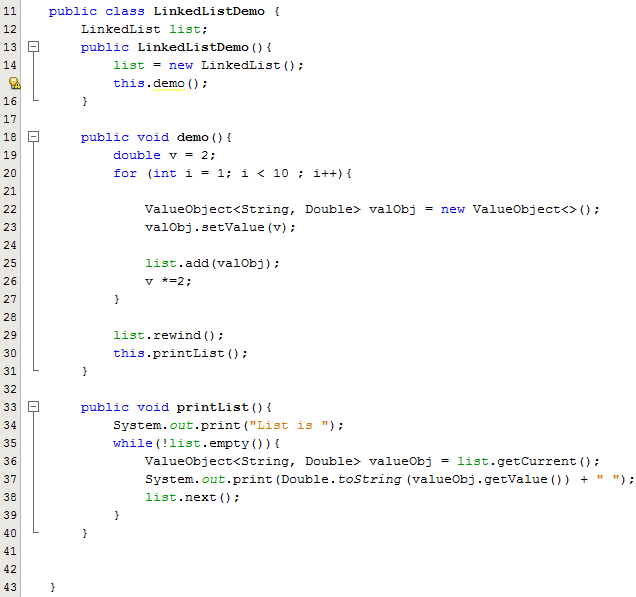 11 public class LinkedListDemo {
12 LinkedList list;
13 public LinkedListDemo(){
14 list = new LinkedList();
this.demo();
16 }
17
18 public void demo(){
19 double v = 2;
20 for (int i = 1; i < 10 ; i++){
21
22 ValueObject<String, Double> valObj = new ValueObject<>();
23 valObj.setValue(v);
24
25 list.add(valObj);
26 v *=2;
27 }
28
29 list.rewind();
30 this.printList();
31 }
32
33 public void printList(){
34 System.out.print("List is ");
35 while(!list.empty()){
36 ValueObject<String, Double> valueObj = list.getCurrent();
37 System.out.print(Double.toString(valueObj.getValue()) + " ");
38 list.next();
39 }
40 }
41
42
43 }